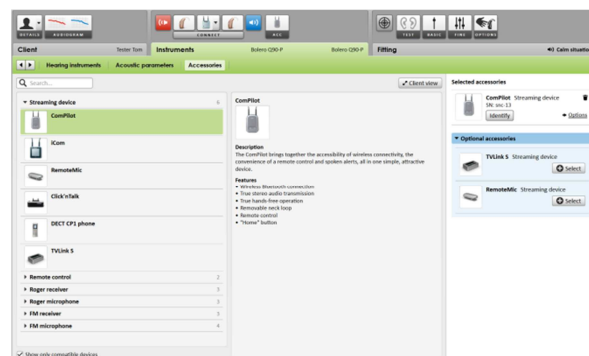 DETAILS AUDIOGRAM CONNECT ACC TEST BASIC FINE OPTIONS
Client Tester Tom Instruments Bolero Q90-P Bolero Q90-P Fitting Calm situatio
Hearing instruments Acoustic parameters Accessories
Search... Client view
Streaming device 6
ComPilot
iCom
RemoteMic
Click'nTalk
DECT CP1 phone
TVLink S
Remote control 2
Roger receiver 3
Roger microphone 3
FM receiver 3
FM microphone 4
Show only compatible devices
ComPilot
Description
The ComPilot brings together the accessibility of wireless connectivity, the
convenience of a remote control and spoken alerts, all in one simple, attractive
device.
Features
• Wireless Bluetooth connection
• True stereo audio transmission
• True hands-free operation
• Removable neck loop
• Remote control
• "Home" button
Selected accessories
ComPilot Streaming device
SN: orc-13
Identify Options
Optional accessories
TVLink S Streaming device
Select
RemoteMic Streaming device
Select